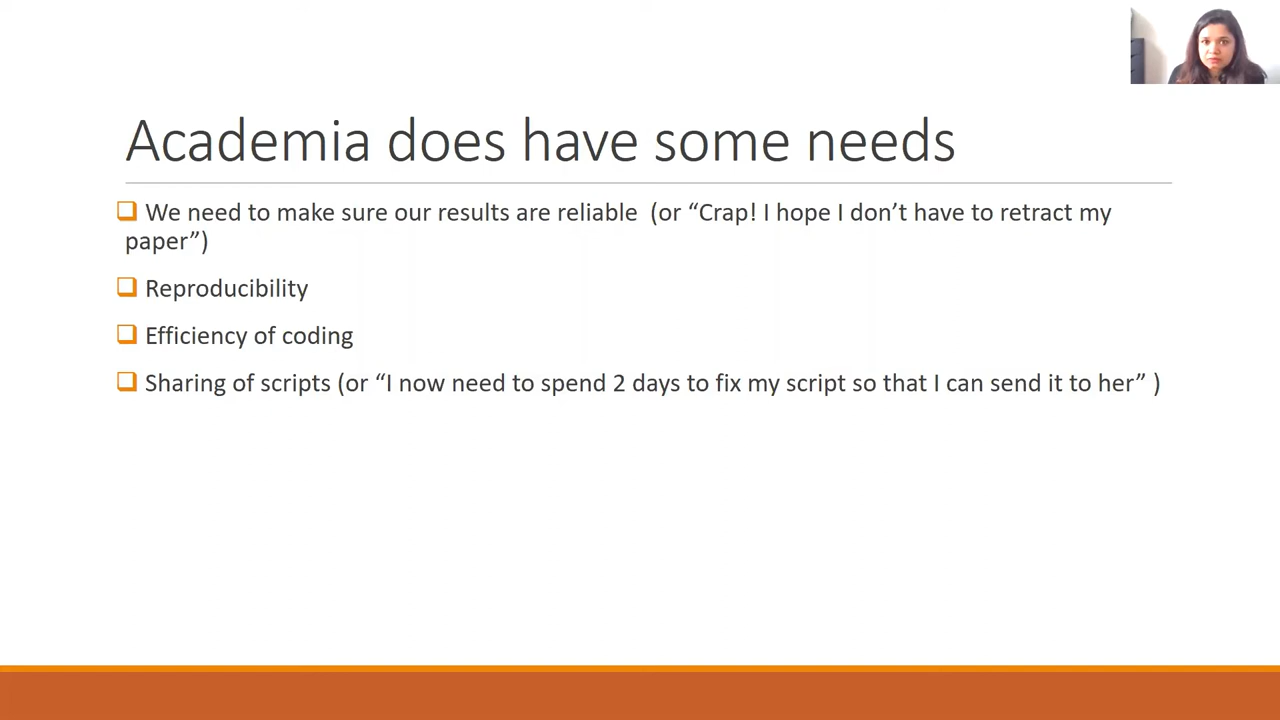 Academia does have some needs
We need to make sure our results are reliable  (or “Crap! I hope I don’t have to retract my
paper”)
Reproducibility
Efficiency of coding
Sharing of scripts (or “I now need to spend 2 days to fix my script so that I can send it to her” )